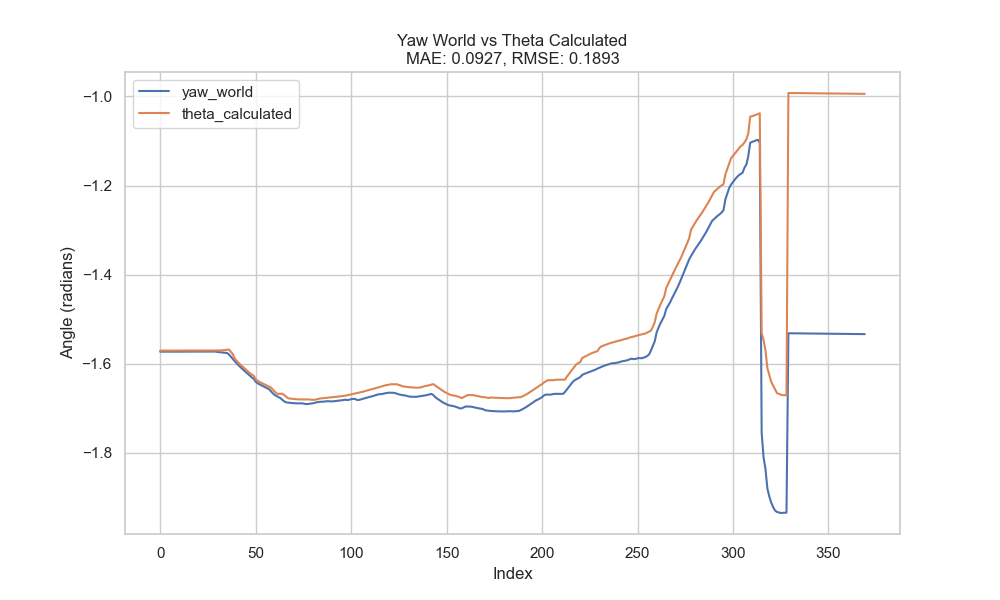 Yaw World vs Theta Calculated
MAE: 0.0927, RMSE: 0.1893
yaw_world
theta_calculated
−1.0
−1.2
−1.4
−1.6
−1.8
Angle (radians)
0 50 100 150 200 250 300 350
Index